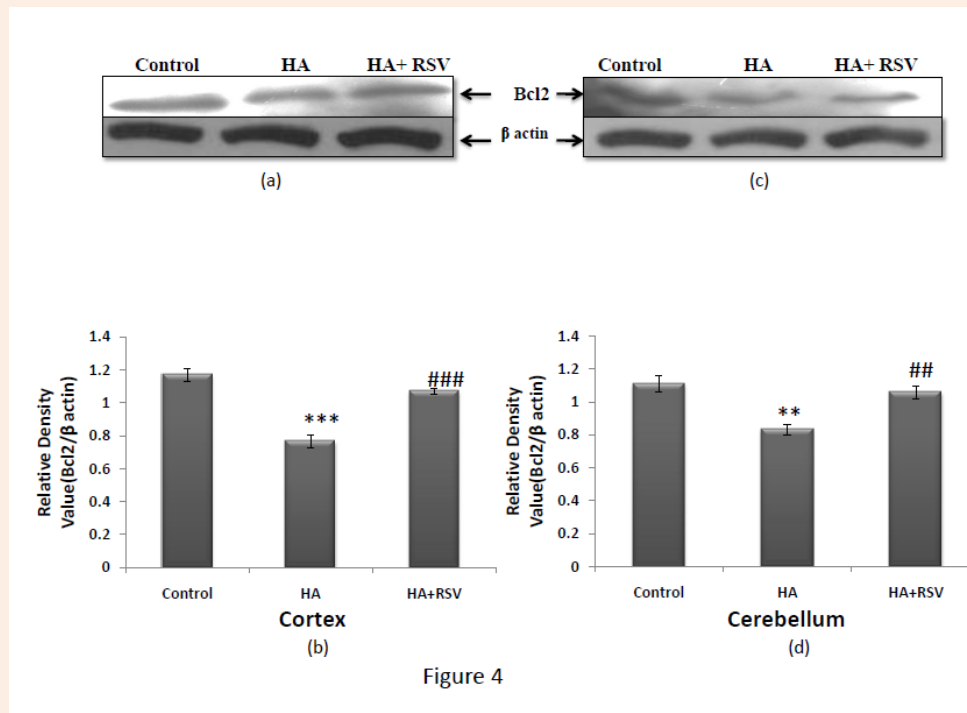 Control HA HA+ RSV
Control HA HA+ RSV
Bcl2
β actin
(a)
(c)
Relative Density
Value(Bcl2/β actin)
1.4
1.2
1
0.8
0.6
0.4
0.2
0
***
###
Control HA HA+RSV
Cortex
(b)
Relative Density
Value(Bcl2/β actin)
1.4
1.2
1
0.8
0.6
0.4
0.2
0
**
##
Control HA HA+RSV
Cerebellum
(d)
Figure 4